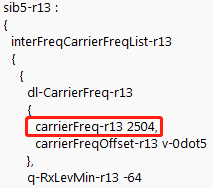 sib5-r13 :
{
interFreqCarrierFreqList-r13
{
{
dl-CarrierFreq-r13
{
carrierFreq-r13 2504,
carrierFreqOffset-r13 v-0dot5
},
q-RxLevMin-r13 -64